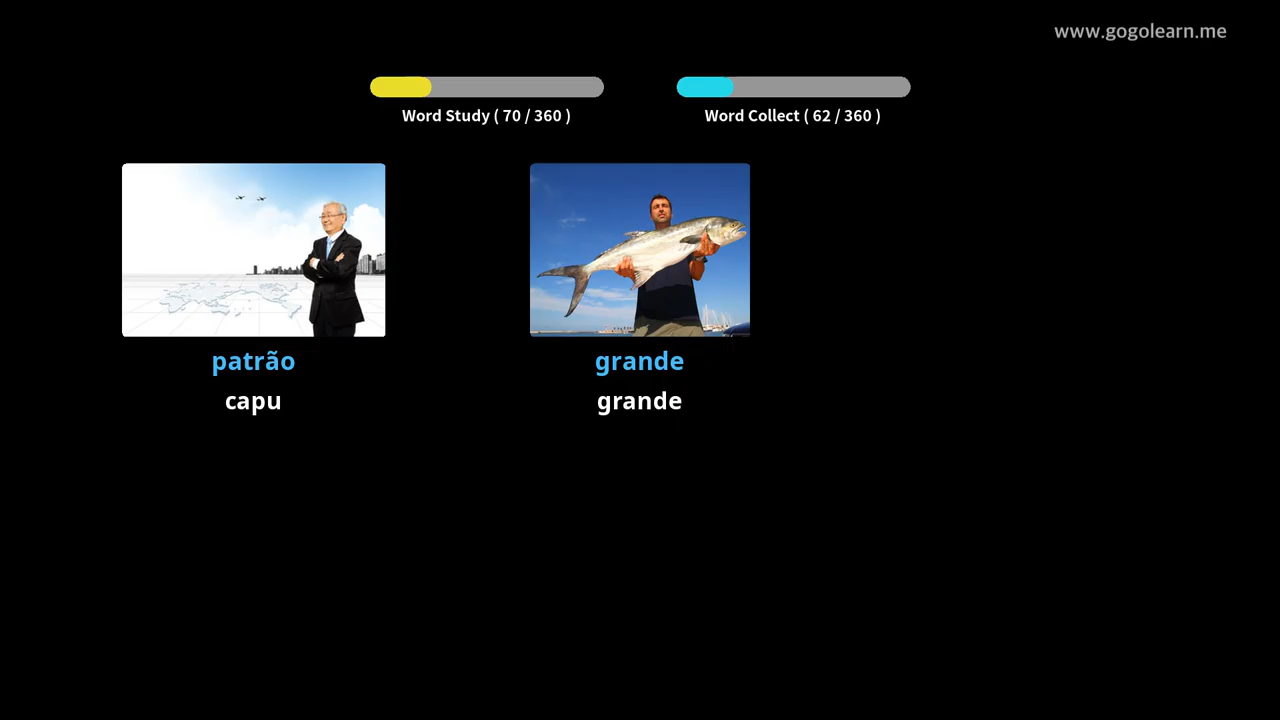 www.gogolearn.me
Word Study ( 70 / 360 )
Word Collect ( 62 / 360 )
patrão
capu
grande
grande